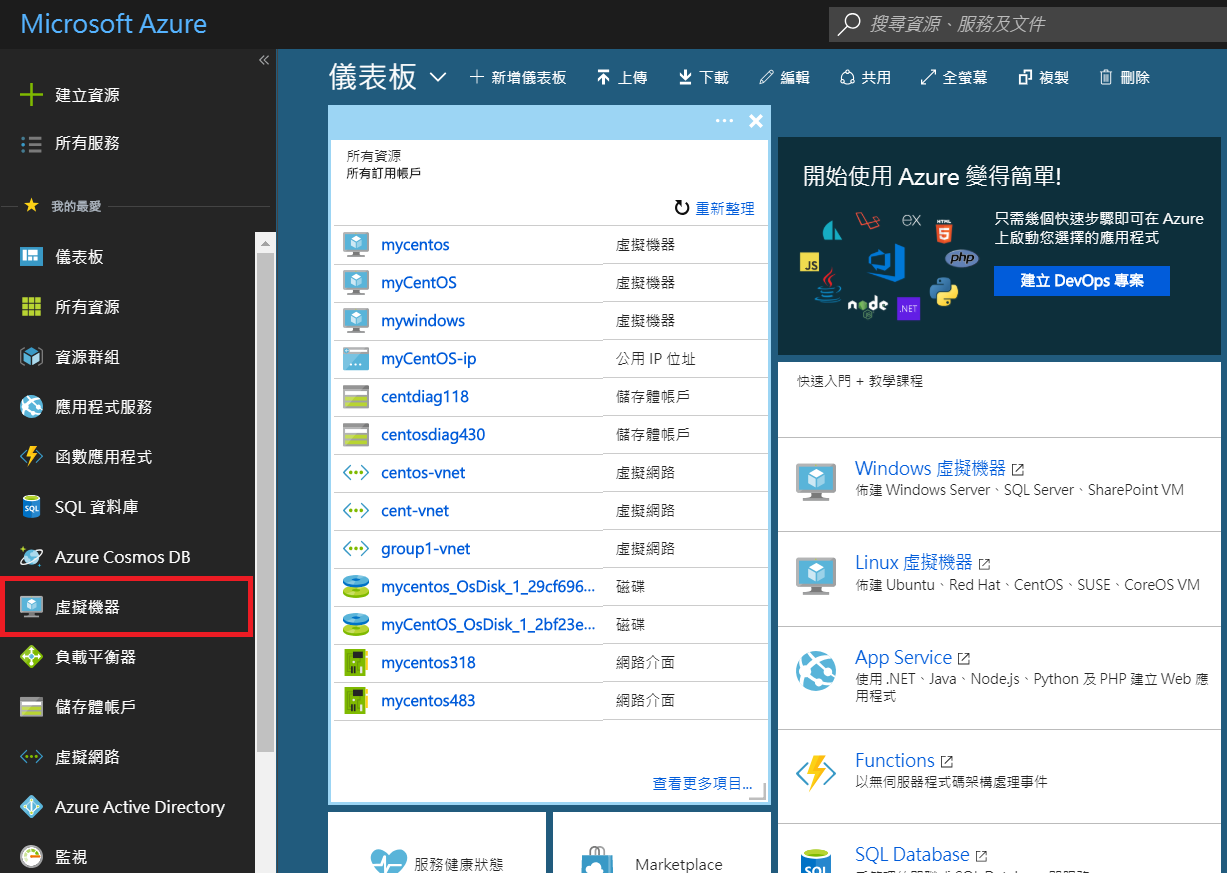 Microsoft Azure
搜尋資源、服務及文件
建立資源
所有服務
我的最愛
儀表板
所有資源
資源群組
應用程式服務
函數應用程式
SQL 資料庫
Azure Cosmos DB
虛擬機器
負載平衡器
儲存體帳戶
虛擬網路
Azure Active Directory
監視
儀表板 新增儀表板 上傳 下載 編輯 共用 全螢幕 複製 刪除
所有資源
所有訂用帳戶
重新整理
mycentos 虛擬機器
myCentOS 虛擬機器
mywindows 虛擬機器
myCentOS-ip 公用 IP 位址
centdiag118 儲存體帳戶
centosdiag430 儲存體帳戶
centos-vnet 虛擬網路
cent-vnet 虛擬網路
group1-vnet 虛擬網路
mycentos_OsDisk_1_29cf696... 磁碟
myCentOS_OsDisk_1_2bf23e... 磁碟
mycentos318 網路介面
mycentos483 網路介面
查看更多項目...
服務健康狀態
Marketplace
開始使用 Azure 變得簡單!
只需幾個快速步驟即可在 Azure
上啟動您選擇的應用程式
建立 DevOps 專案
ex
HTML
5
JS
php
node
.NET
快速入門 + 教學課程
Windows 虛擬機器
佈建 Windows Server、SQL Server、SharePoint VM
Linux 虛擬機器
佈建 Ubuntu、Red Hat、CentOS、SUSE、CoreOS VM
App Service
使用 .NET、Java、Node.js、Python 及 PHP 建立 Web 應
用程式
Functions
以無伺服器程式碼架構處理事件
SQL Database
SQL